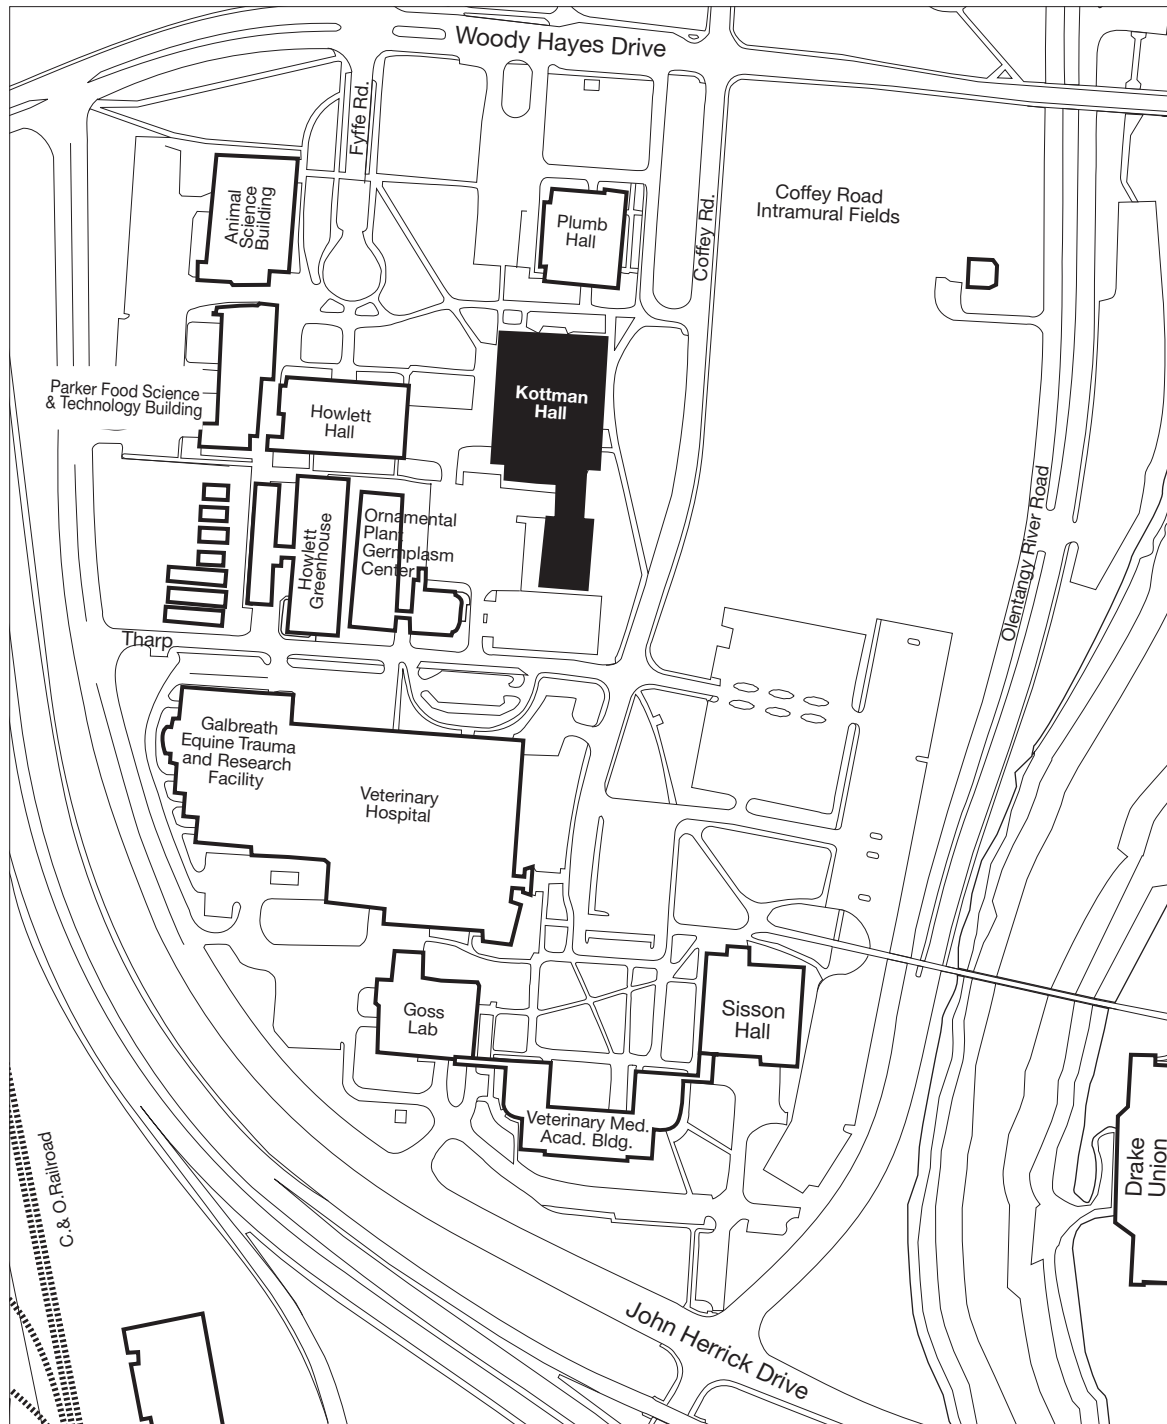 Woody Hayes Drive
Fyffe Rd.
Animal
Science
Building
Plumb
Hall
Coffey Rd.
Coffey Road
Intramural Fields
Parker Food Science
& Technology Building
Howlett
Hall
Kottman
Hall
Howlett
Greenhouse
Ornamental
Plant
Germplasm
Center
Olentangy River Road
Tharp
Galbreath
Equine Trauma
and Research
Facility
Veterinary
Hospital
Goss
Lab
Sisson
Hall
Veterinary Med.
Acad. Bldg.
Drake
Union
C.& O.Railroad
John Herrick Drive